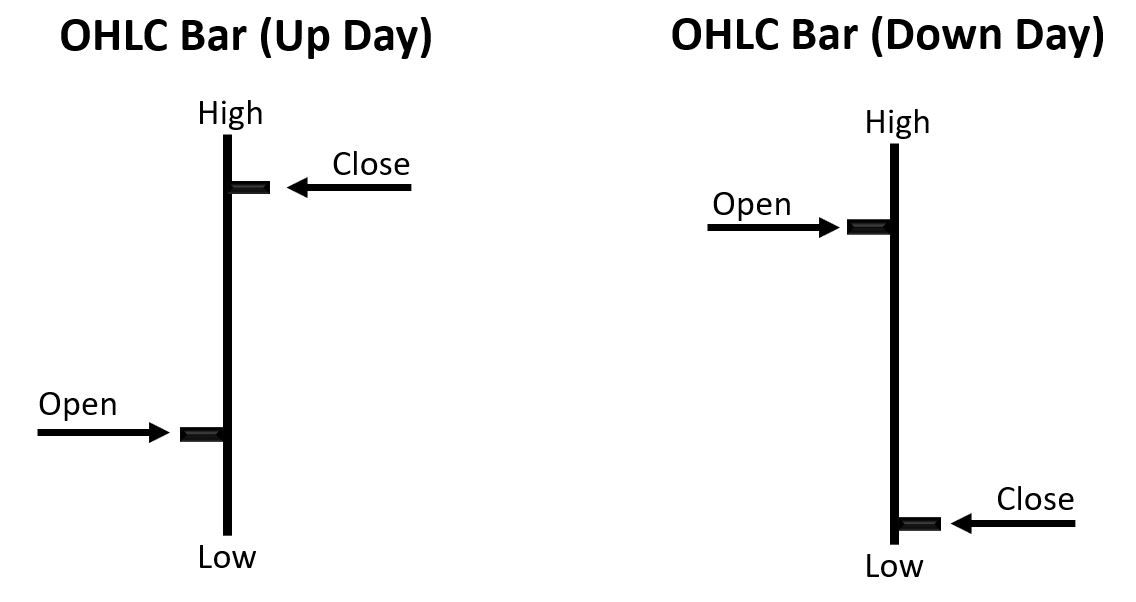 OHLC Bar (Up Day)
High
Close
Open
Low
OHLC Bar (Down Day)
High
Open
Close
Low